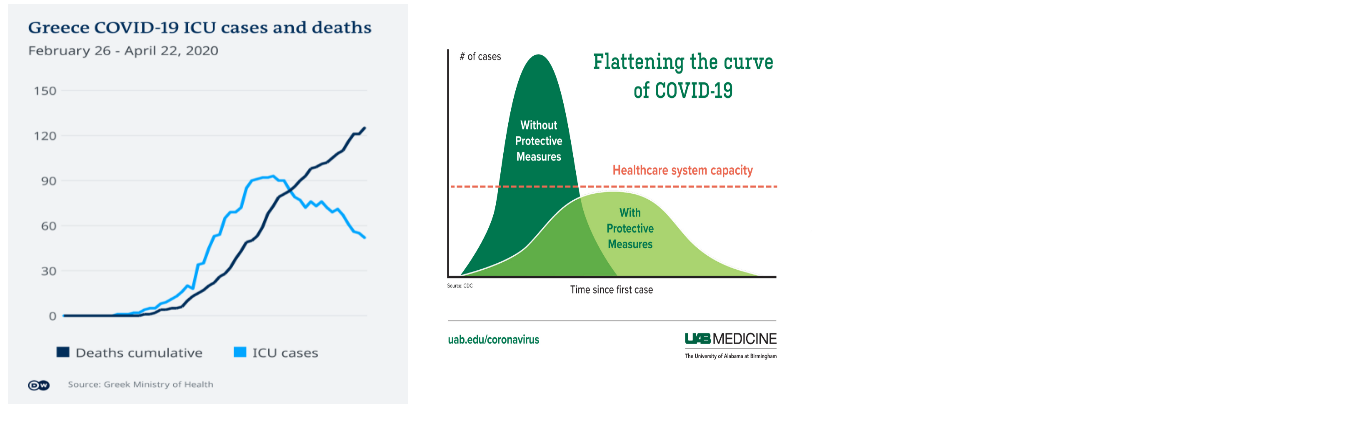 Greece COVID-19 ICU cases and deaths
February 26 - April 22, 2020
150
120
90
60
30
0
Deaths cumulative
ICU cases
DW
Source: Greek Ministry of Health
# of cases
Flattening the curve
of COVID-19
Without
Protective
Measures
Healthcare system capacity
With
Protective
Measures
Source: CDC
Time since first case
uab.edu/coronavirus
UAB MEDICINE
The University of Alabama at Birmingham